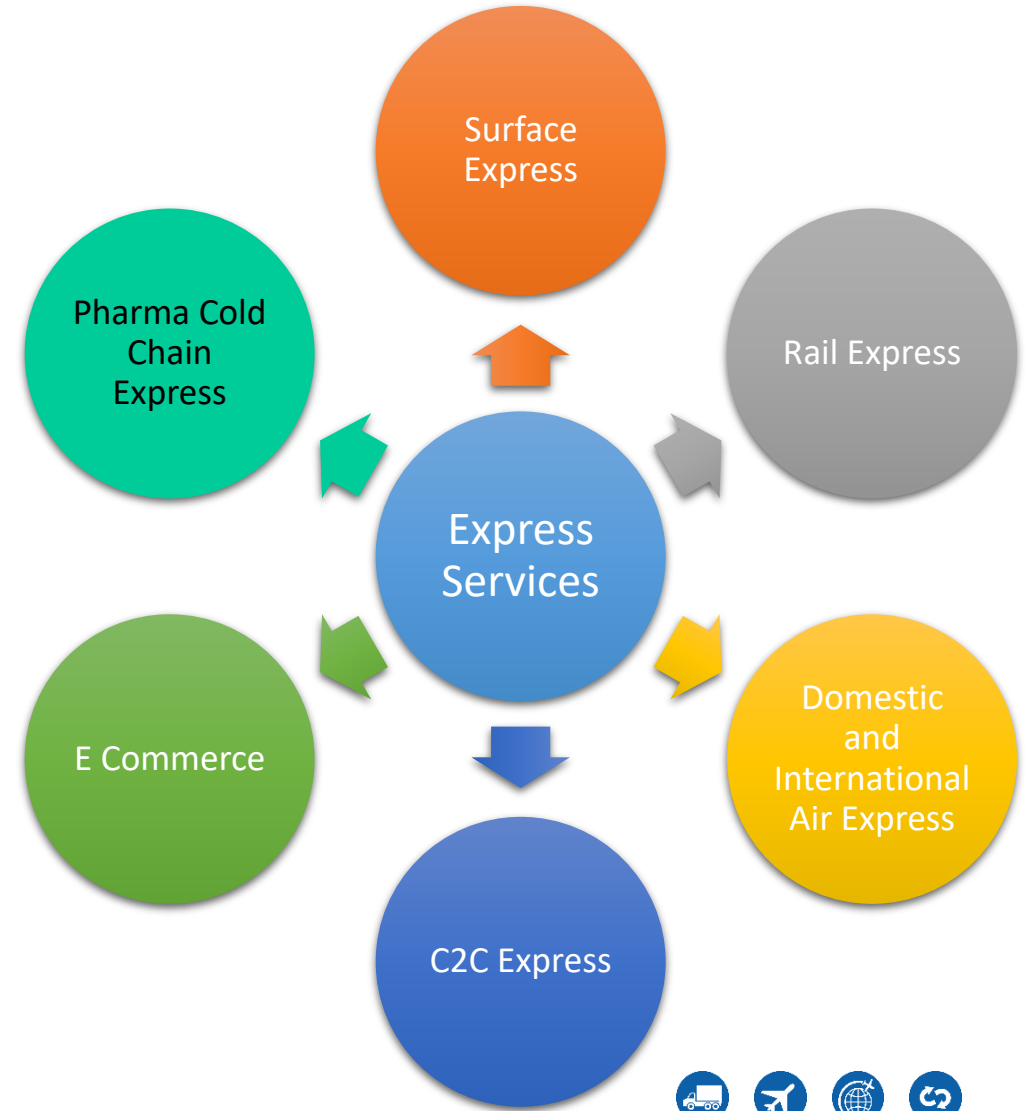 Surface
Express
Pharma Cold
Chain
Express
Rail Express
Express
Services
E Commerce
Domestic
and
International
Air Express
C2C Express